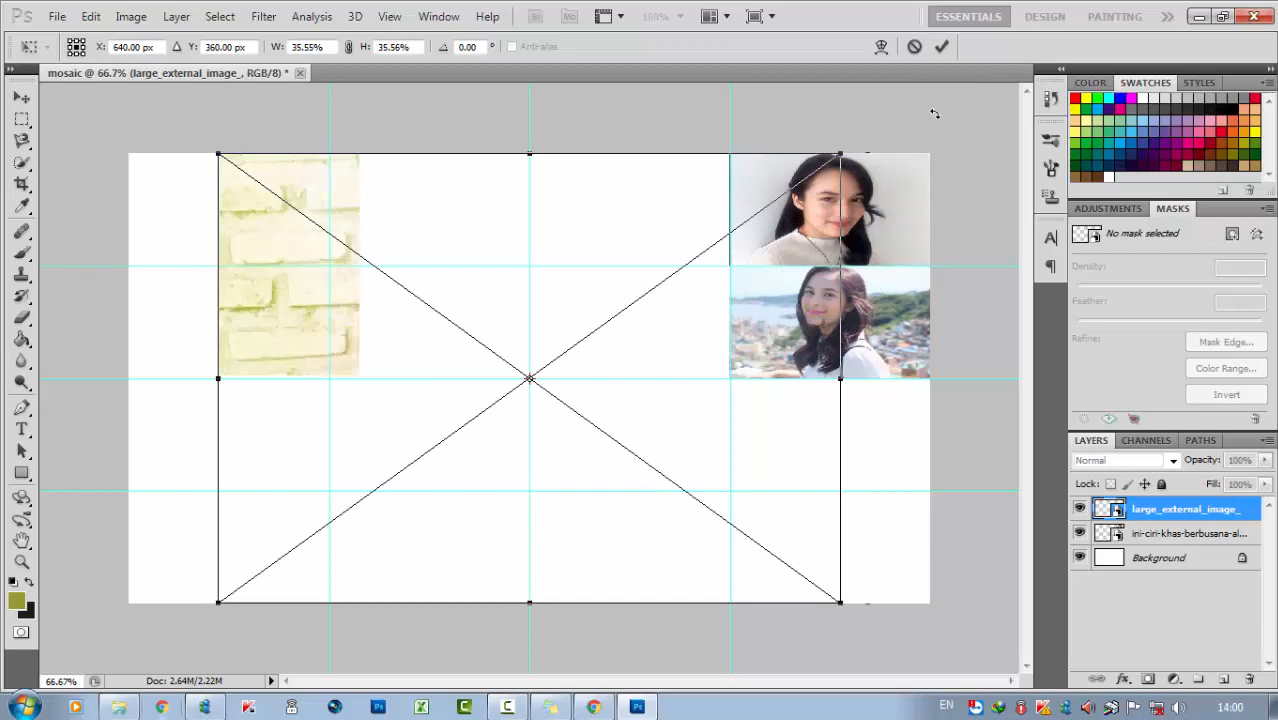 Ps File Edit Image Layer Select Filter Analysis 3D View Window Help Br Mb 100% ESSENTIALS DESIGN PAINTING
X: 640.00 px Y: 360.00 px W: 35.55% H: 35.56% 0.00 ° Anti-alias
mosaic @ 66.7% (large_external_image_, RGB/8) *
COLOR SWATCHES STYLES
ADJUSTMENTS MASKS
No mask selected
Density:
Feather:
Refine: Mask Edge...
Color Range...
Invert
LAYERS CHANNELS PATHS
Normal Opacity: 100%
Lock: Fill: 100%
large_external_image_
ini-ciri-khas-berbusana-al...
Background
66.67% Doc: 2.64M/2.22M
EN 14:00